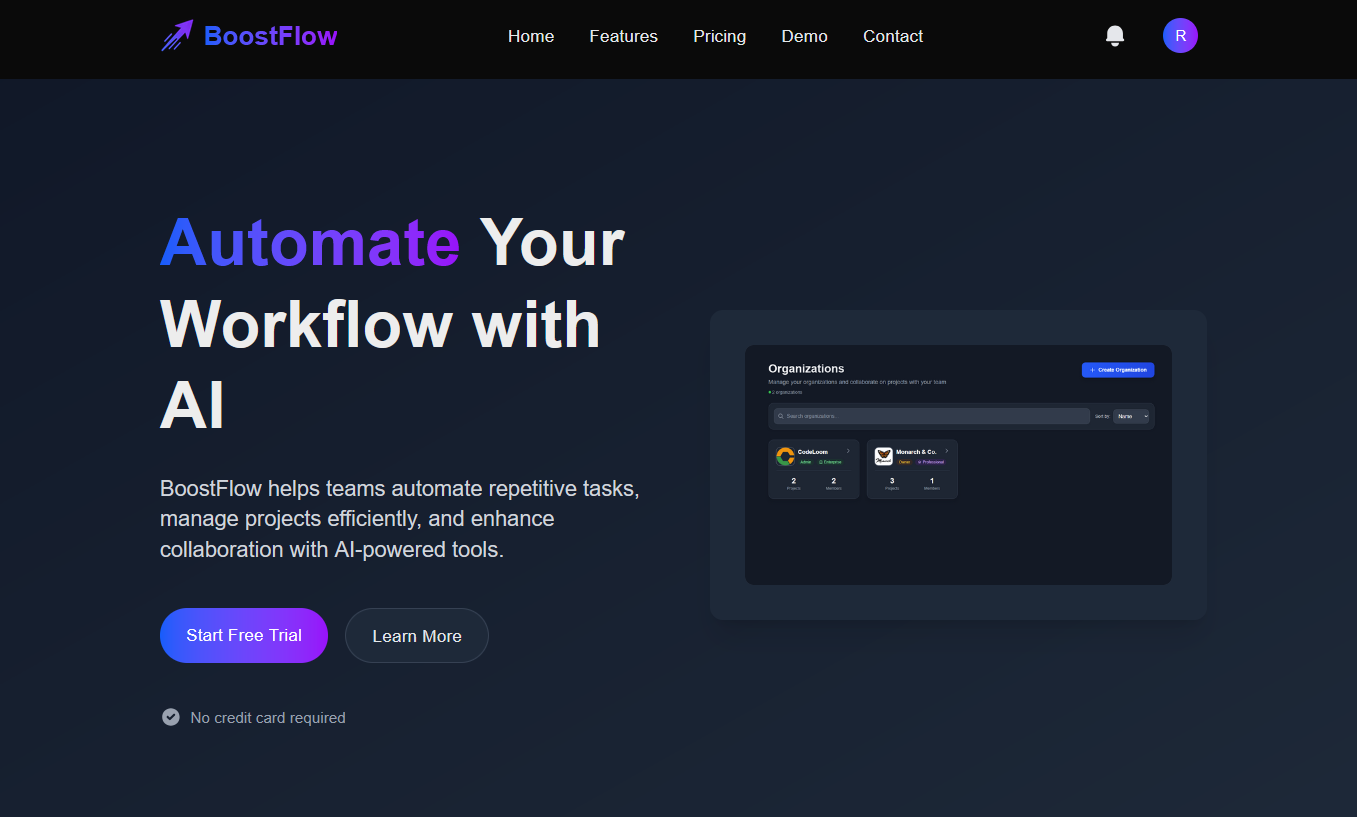 BoostFlow
Home Features Pricing Demo Contact
R
Automate Your
Workflow with
AI
BoostFlow helps teams automate repetitive tasks,
manage projects efficiently, and enhance
collaboration with AI-powered tools.
Start Free Trial Learn More
No credit card required
Organizations
+ Create Organization
Manage your organizations and collaborate on projects with your team
2 organizations
Search organizations...
Sort by Name
CodeLoom
Admin Enterprise
2 2
Projects Members
Monarch & Co.
Owner Professional
3 1
Projects Members